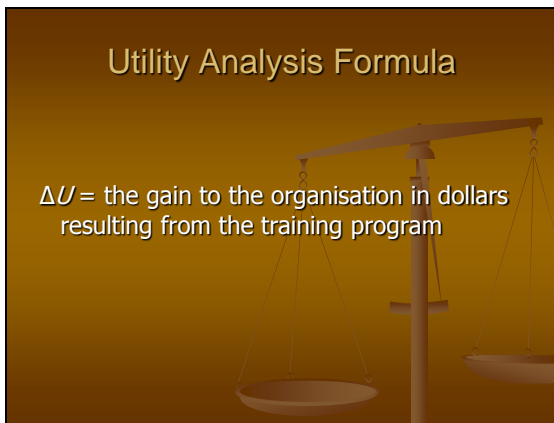 Utility Analysis Formula
ΔU = the gain to the organisation in dollars
resulting from the training program